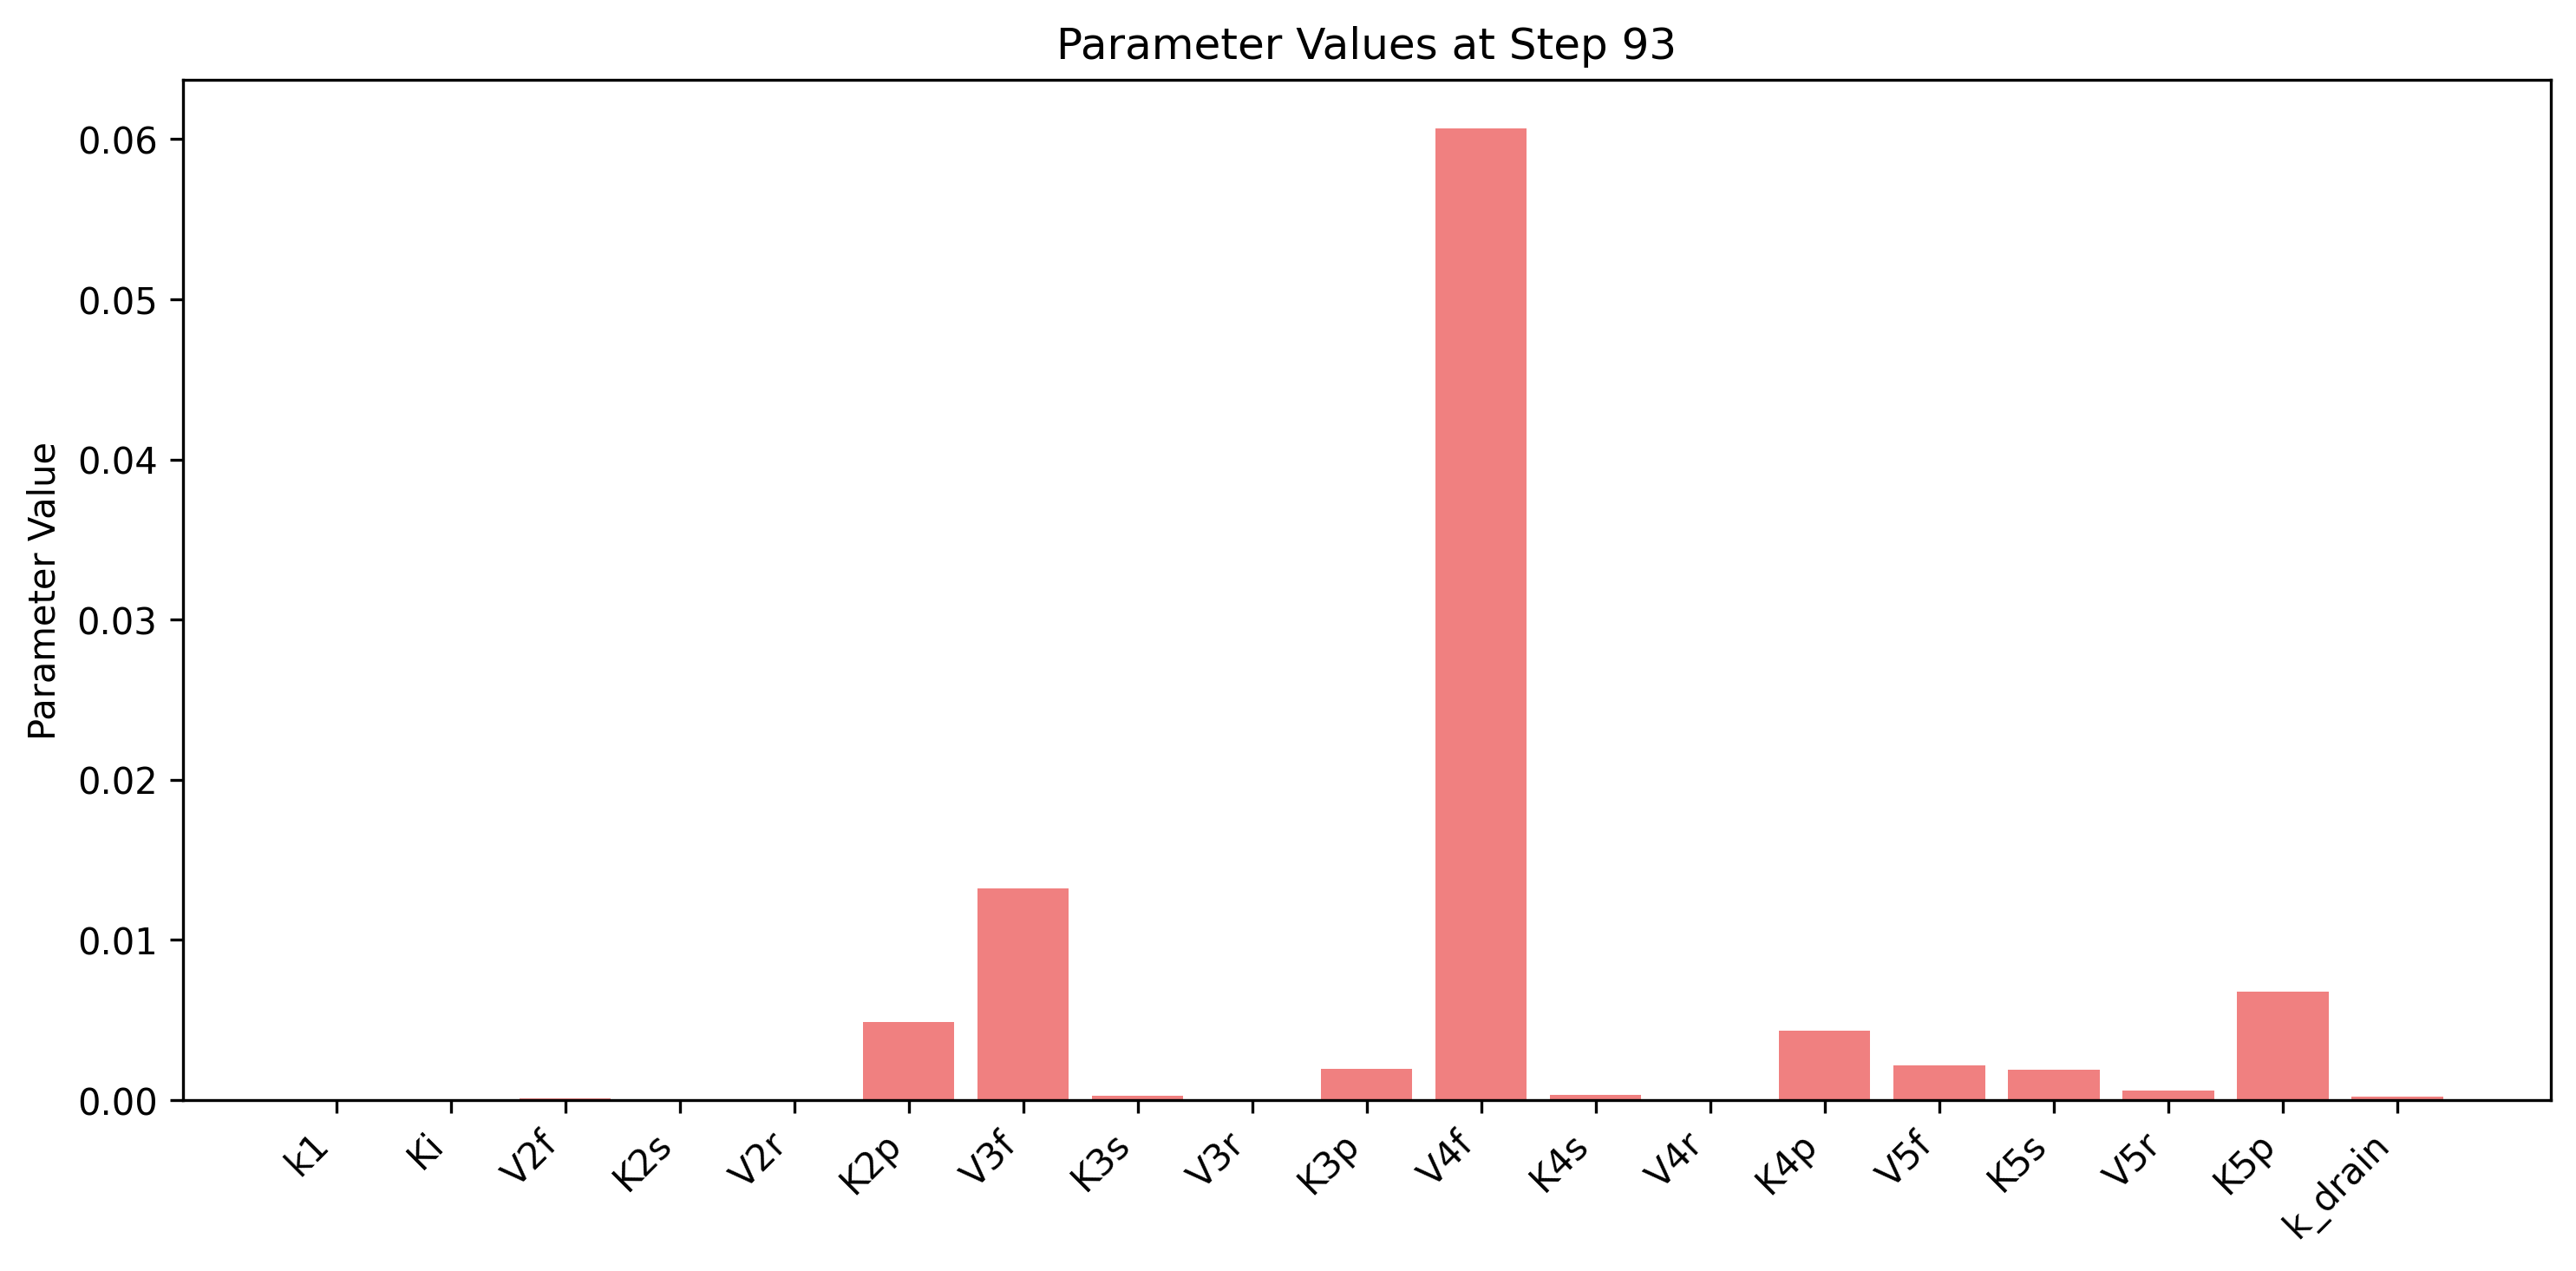 Parameter Values at Step 93
Parameter Value
0.06
0.05
0.04
0.03
0.02
0.01
0.00
k1
Ki
V2f
K2s
V2r
K2p
V3f
K3s
V3r
K3p
V4f
K4s
V4r
K4p
V5f
K5s
V5r
K5p
k_drain